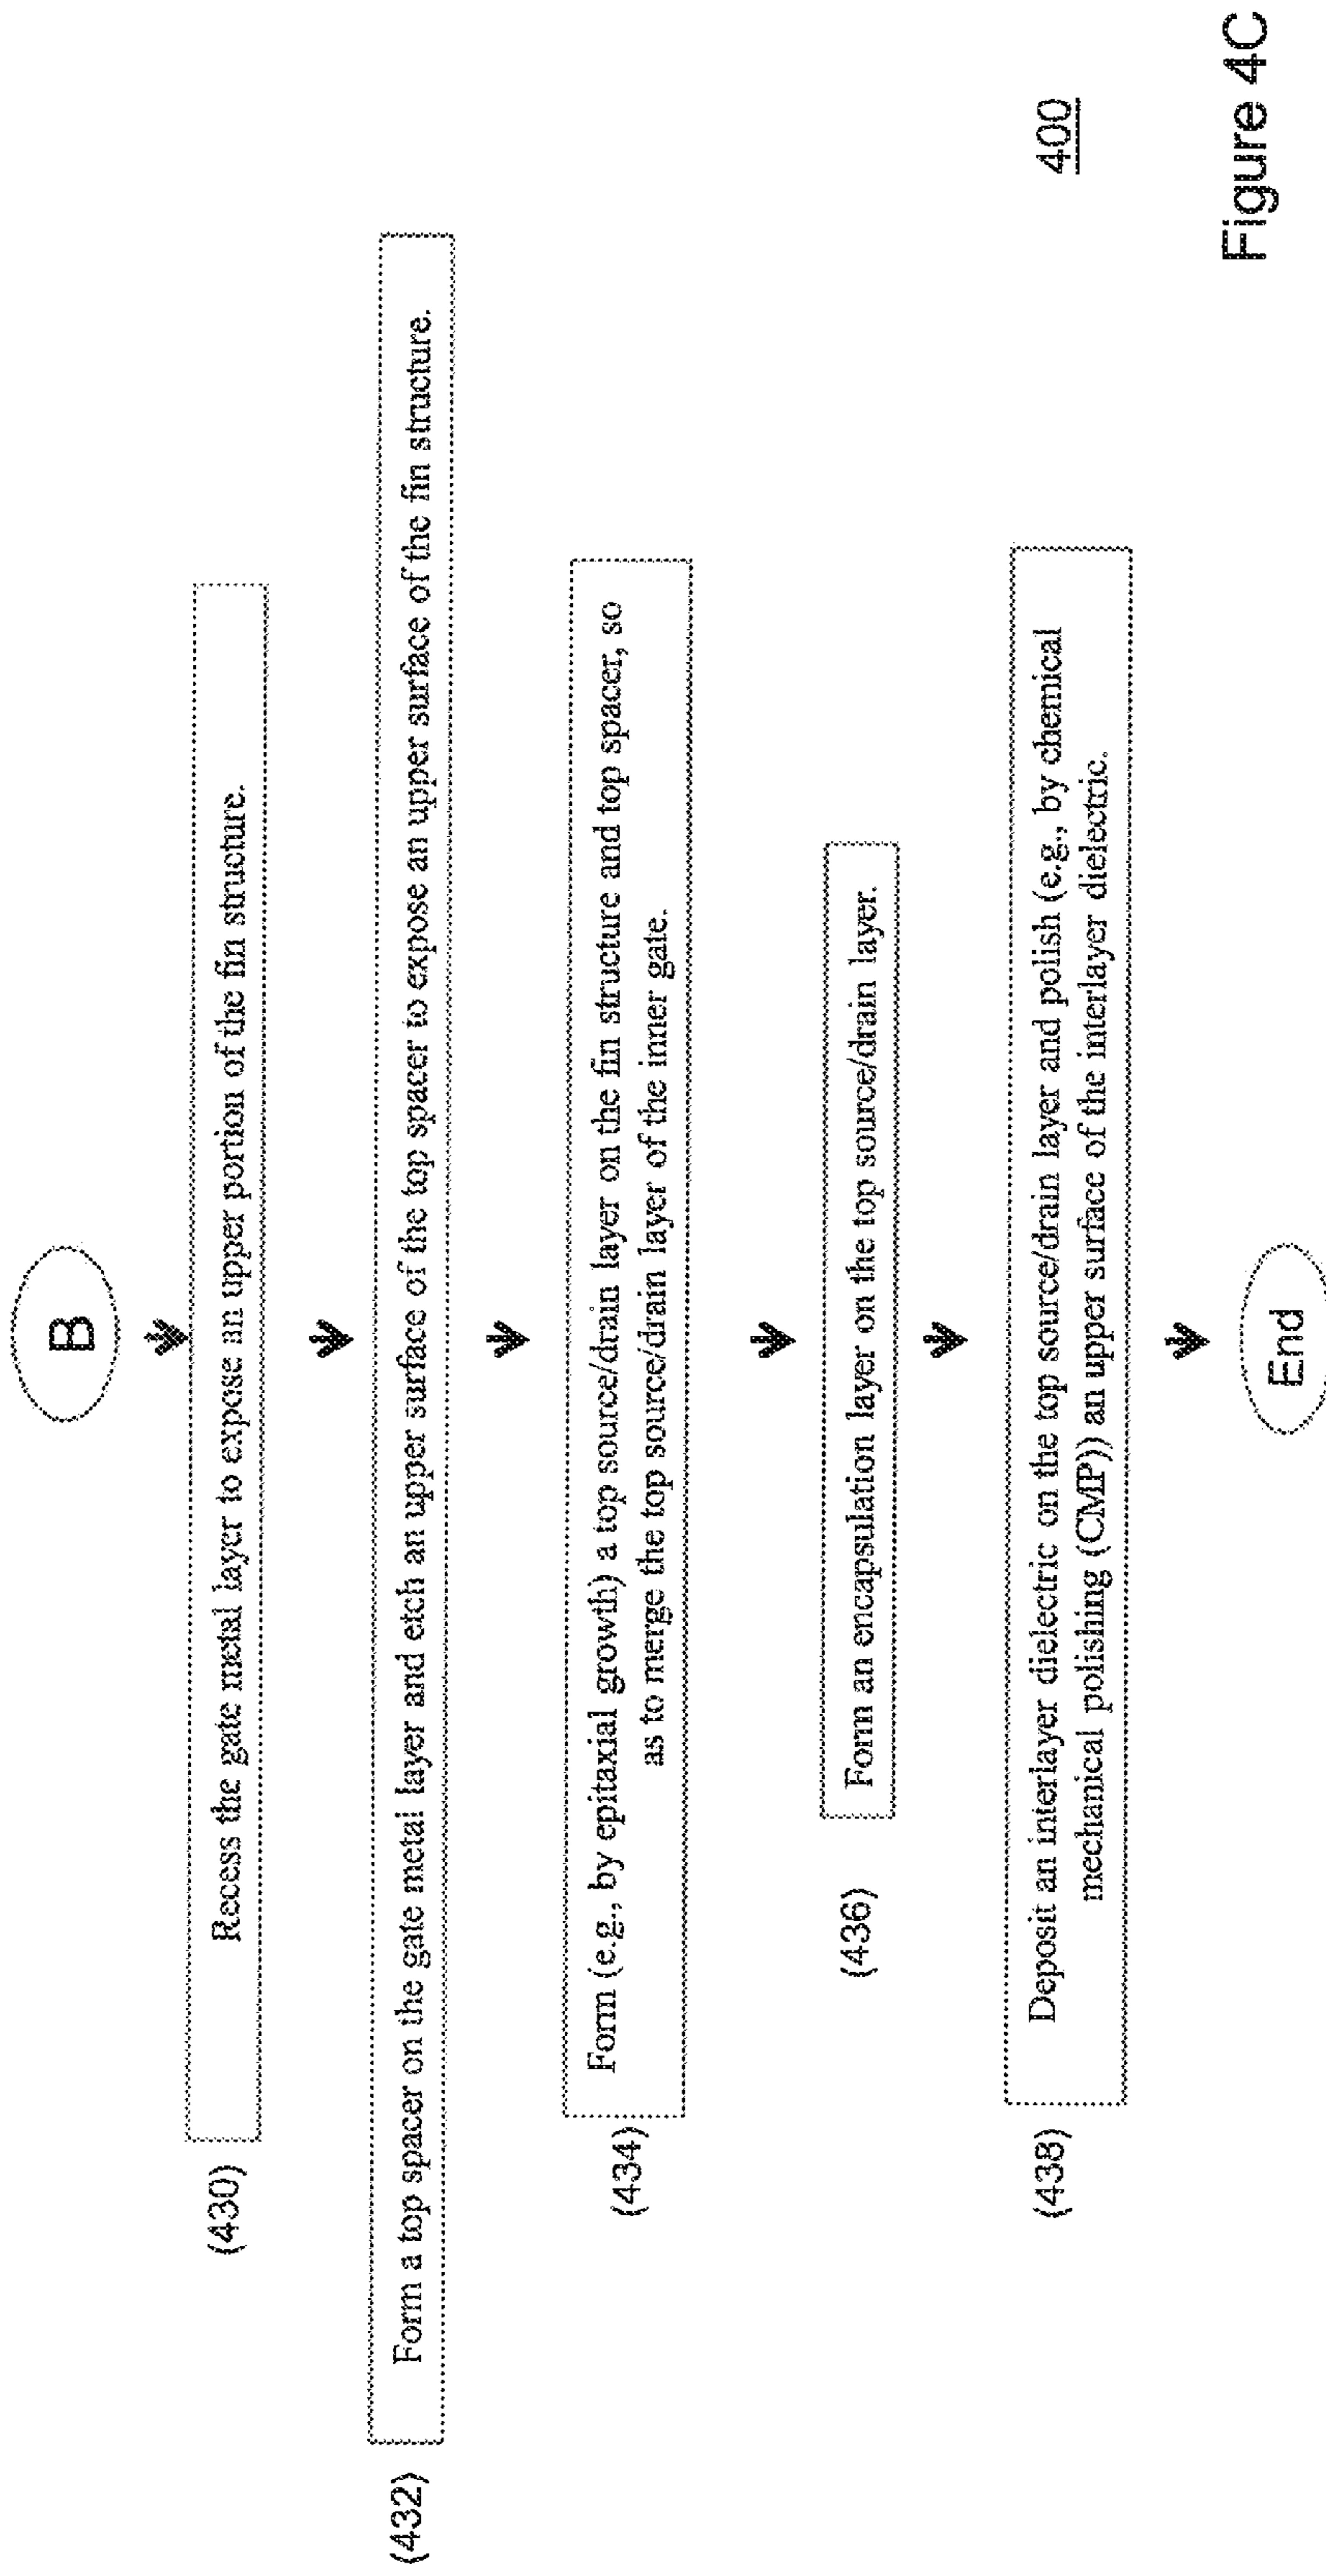 B
(430)
Recess the gate metal layer to expose an upper portion of the fin structure.
(432)
Form a top spacer on the gate metal layer and etch an upper surface of the top spacer to expose an upper surface of the fin structure.
(434)
Form (e.g., by epitaxial growth) a top source/drain layer on the fin structure and top spacer, so
as to merge the top source/drain layer of the inner gate.
(436)
Form an encapsulation layer on the top source/drain layer.
(438)
Deposit an interlayer dielectric on the top source/drain layer and polish (e.g., by chemical
mechanical polishing (CMP)) an upper surface of the interlayer dielectric.
End
400
Figure 4C